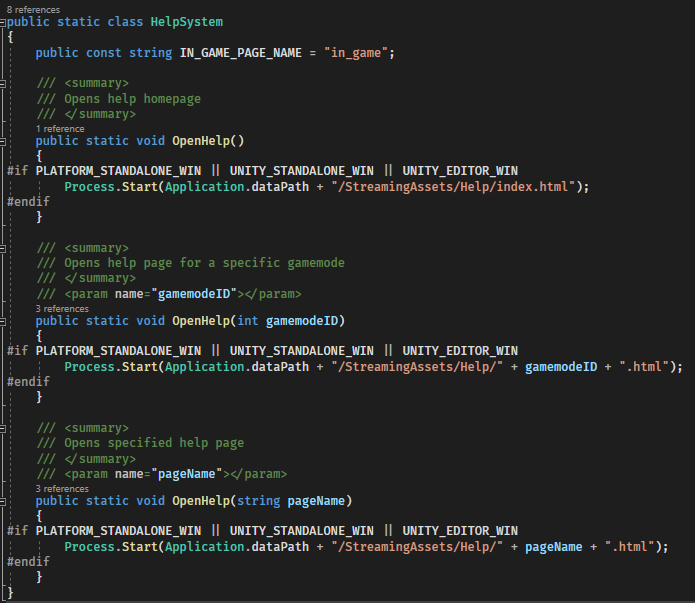 8 references
public static class HelpSystem
{
public const string IN_GAME_PAGE_NAME = "in_game";
/// <summary>
/// Opens help homepage
/// </summary>
1 reference
public static void OpenHelp()
{
#if PLATFORM_STANDALONE_WIN || UNITY_STANDALONE_WIN || UNITY_EDITOR_WIN
Process.Start(Application.dataPath + "/StreamingAssets/Help/index.html");
#endif
}
/// <summary>
/// Opens help page for a specific gamemode
/// </summary>
/// <param name="gamemodeID"></param>
3 references
public static void OpenHelp(int gamemodeID)
{
#if PLATFORM_STANDALONE_WIN || UNITY_STANDALONE_WIN || UNITY_EDITOR_WIN
Process.Start(Application.dataPath + "/StreamingAssets/Help/" + gamemodeID + ".html");
#endif
}
/// <summary>
/// Opens specified help page
/// </summary>
/// <param name="pageName"></param>
3 references
public static void OpenHelp(string pageName)
{
#if PLATFORM_STANDALONE_WIN || UNITY_STANDALONE_WIN || UNITY_EDITOR_WIN
Process.Start(Application.dataPath + "/StreamingAssets/Help/" + pageName + ".html");
#endif
}
}